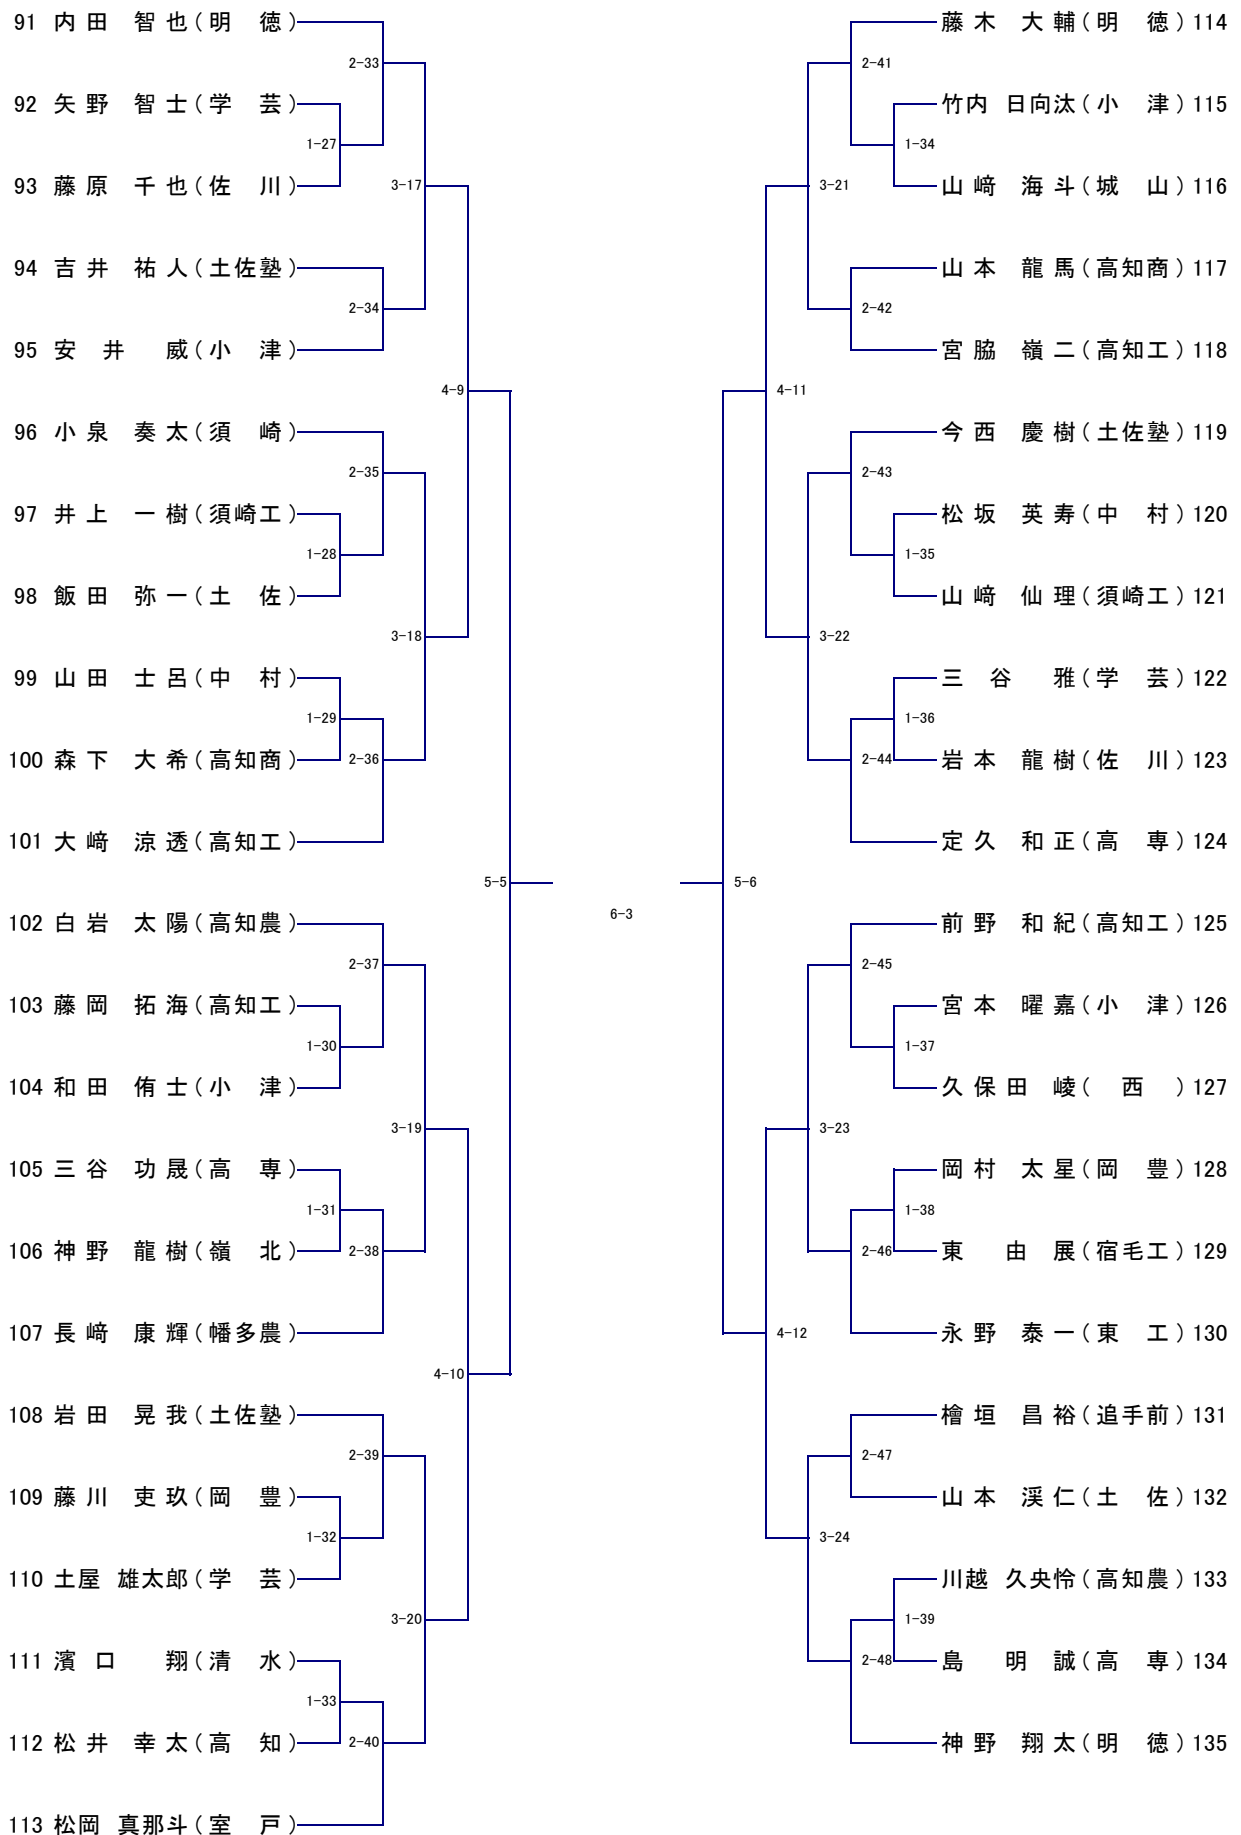 91 内田 智也(明 徳)
2-33
92 矢野 智士(学 芸)
1-27
93 藤原 千也(佐 川)
3-17
94 吉井 祐人(土佐塾)
2-34
95 安井 威(小 津)
4-9
96 小泉 奏太(須 崎)
2-35
97 井上 一樹(須崎工)
1-28
98 飯田 弥一(土 佐)
3-18
99 山田 士呂(中 村)
1-29
100 森下 大希(高知商)
2-36
101 大﨑 涼透(高知工)
5-5
102 白岩 太陽(高知農)
2-37
103 藤岡 拓海(高知工)
1-30
104 和田 侑士(小 津)
3-19
105 三谷 功晟(高 専)
1-31
106 神野 龍樹(嶺 北)
2-38
107 長﨑 康輝(幡多農)
4-10
108 岩田 晃我(土佐塾)
2-39
109 藤川 吏玖(岡 豊)
1-32
110 土屋 雄太郎(学 芸)
3-20
111 濱口 翔(清 水)
1-33
112 松井 幸太(高 知)
2-40
113 松岡 真那斗(室 戸)
6-3
藤木 大輔(明 徳) 114
2-41
竹内 日向汰(小 津) 115
1-34
山﨑 海斗(城 山) 116
3-21
山本 龍馬(高知商) 117
2-42
宮脇 嶺二(高知工) 118
4-11
今西 慶樹(土佐塾) 119
2-43
松坂 英寿(中 村) 120
1-35
山﨑 仙理(須崎工) 121
3-22
三谷 雅(学 芸) 122
1-36
岩本 龍樹(佐 川) 123
2-44
定久 和正(高 専) 124
5-6
前野 和紀(高知工) 125
2-45
宮本 曜嘉(小 津) 126
1-37
久保田 崚( 西 ) 127
3-23
岡村 太星(岡 豊) 128
1-38
東 由展(宿毛工) 129
2-46
永野 泰一(東 工) 130
4-12
檜垣 昌裕(追手前) 131
2-47
山本 渓仁(土 佐) 132
3-24
川越 久央怜(高知農) 133
1-39
島 明誠(高 専) 134
2-48
神野 翔太(明 徳) 135